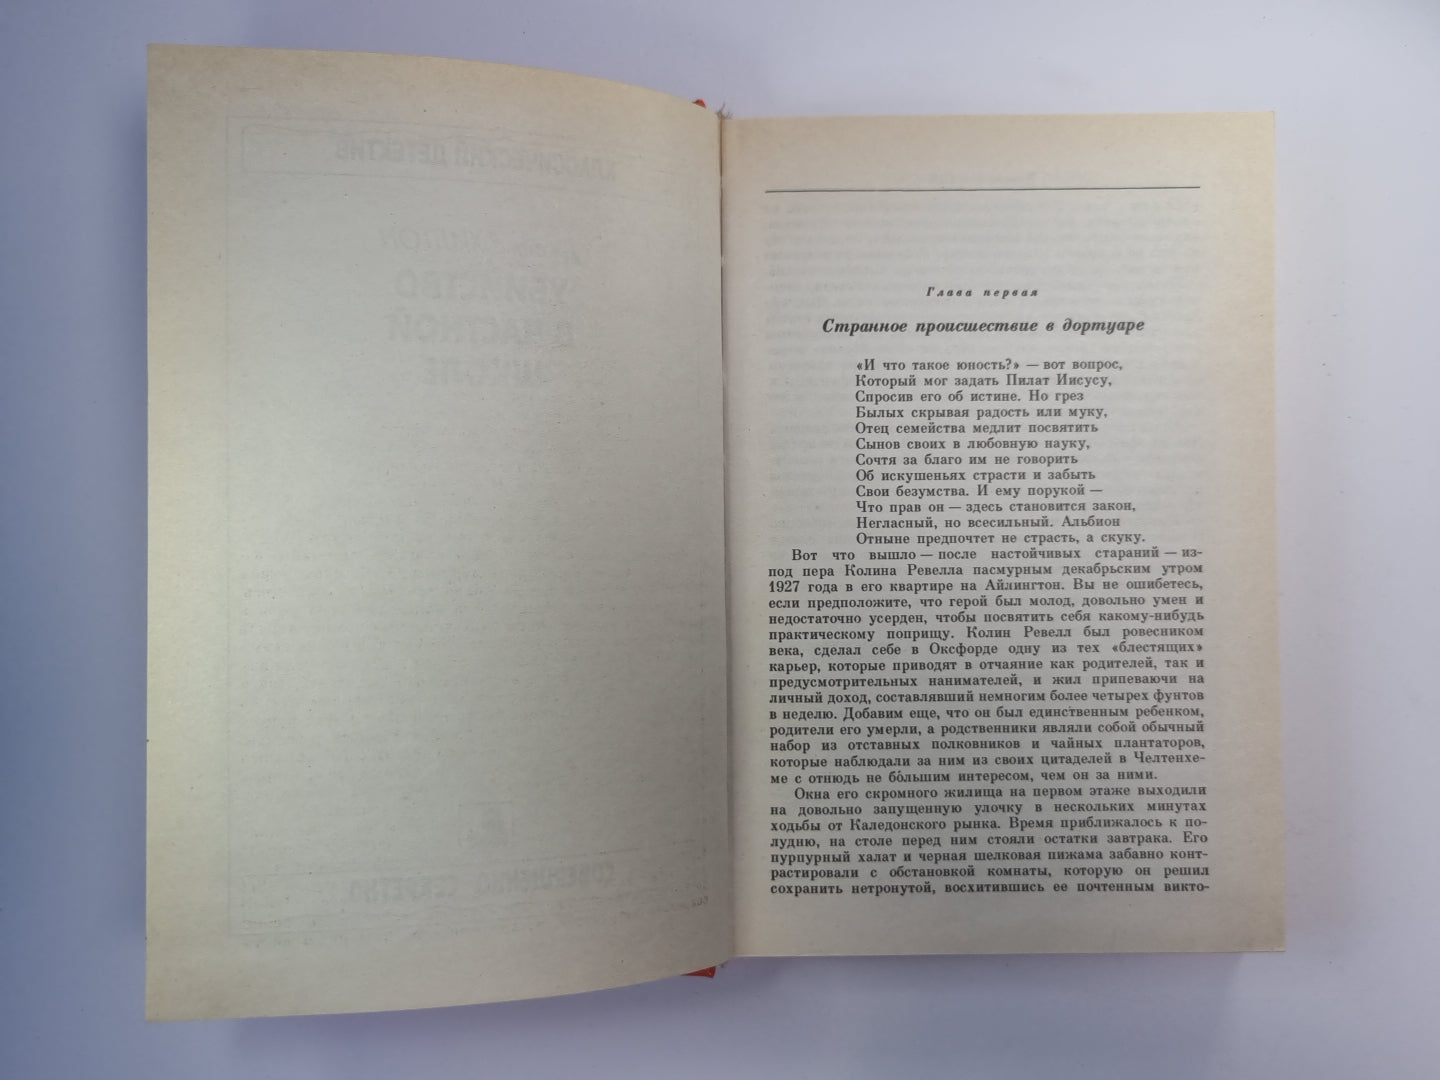 КЛАССИЧЕСКИЙ ДЕТЕКТИВ
ХИЛТОН
УБИЙСТВО
В ЧАСТНОЙ
ШКОЛЕ
СОВЕРШЕННО СЕКРЕТНО
Глава первая
Странное происшествие в дортуаре
«И что такое юность?» — вот вопрос,
Который мог задать Пилат Иисусу,
Спросив его об истине. Но грез
Былых скрывая радость или муку,
Отец семейства медлит посвятить
Сынов своих в любовную науку,
Сочтя за благо им не говорить
Об искушеньях страсти и забыть
Свои безумства. И ему порукой —
Что прав он — здесь становится закон,
Негласный, но всесильный. Альбион
Отныне предпочтет не страсть, а скуку.
Вот что вышло — после настойчивых стараний — из-
под пера Колина Ревелла пасмурным декабрьским утром
1927 года в его квартире на Айлингтон. Вы не ошибетесь,
если предположите, что герой был молод, довольно умен и
недостаточно усерден, чтобы посвятить себя какому-нибудь
практическому поприщу. Колин Ревелл был ровесником
века, сделал себе в Оксфорде одну из тех «блестящих»
карьер, которые приводят в отчаяние как родителей, так и
предусмотрительных нанимателей, и жил припеваючи на
личный доход, составлявший немногим более четырех фунтов
в неделю. Добавим еще, что он был единственным ребенком,
родители его умерли, а родственники являли собой обычный
набор из отставных полковников и чайных плантаторов,
которые наблюдали за ним из своих цитаделей в Челтенхе-
ме с отнюдь не бо́льшим интересом, чем он за ними.
Окна его скромного жилища на первом этаже выходили
на довольно запущенную улочку в нескольких минутах
ходьбы от Каледонского рынка. Время приближалось к по-
лудню, на столе перед ним стояли остатки завтрака. Его
пурпурный халат и черная шелковая пижама забавно конт-
растировали с обстановкой комнаты, которую он решил
сохранить нетронутой, восхитившись ее почтенным викто-